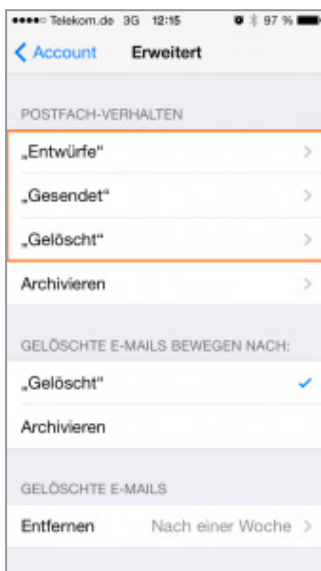 Telekom.de 3G 12:15 97 %
Account Erweitert
POSTFACH-VERHALTEN
„Entwürfe“
„Gesendet“
„Gelöscht“
Archivieren
GELÖSCHTE E-MAILS BEWEGEN NACH:
„Gelöscht“
Archivieren
GELÖSCHTE E-MAILS
Entfernen Nach einer Woche